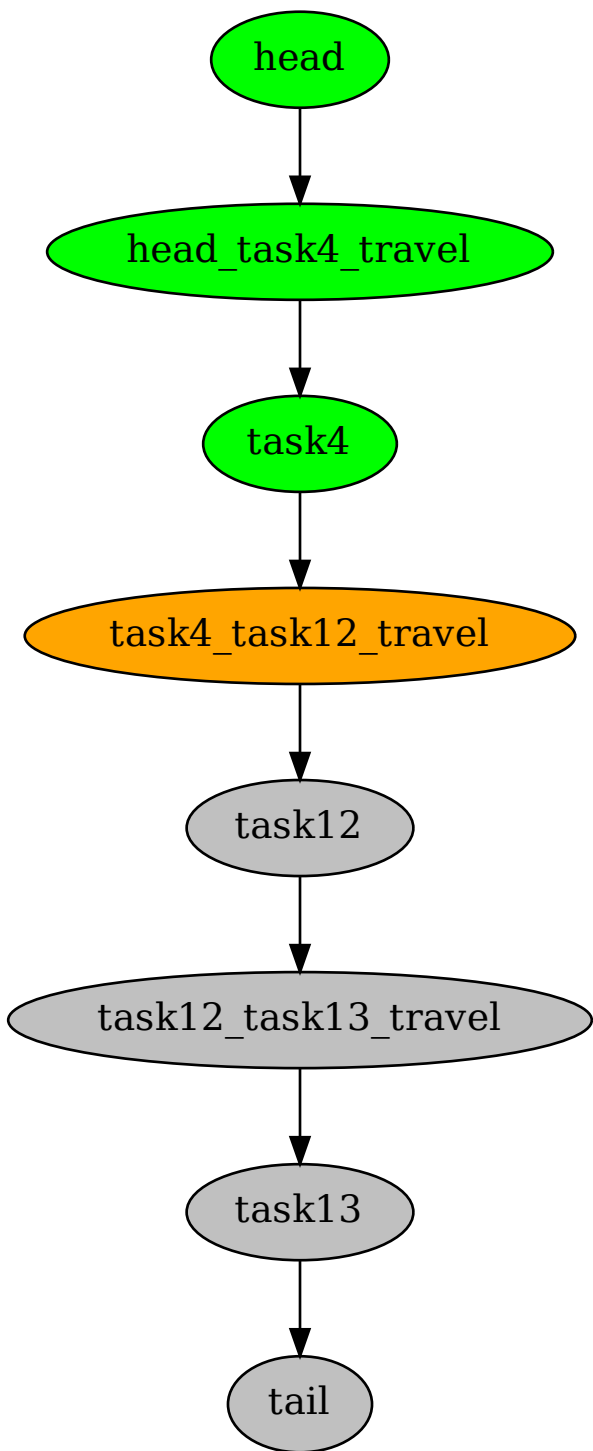 head
head_task4_travel
task4
task4_task12_travel
task12
task12_task13_travel
task13
tail